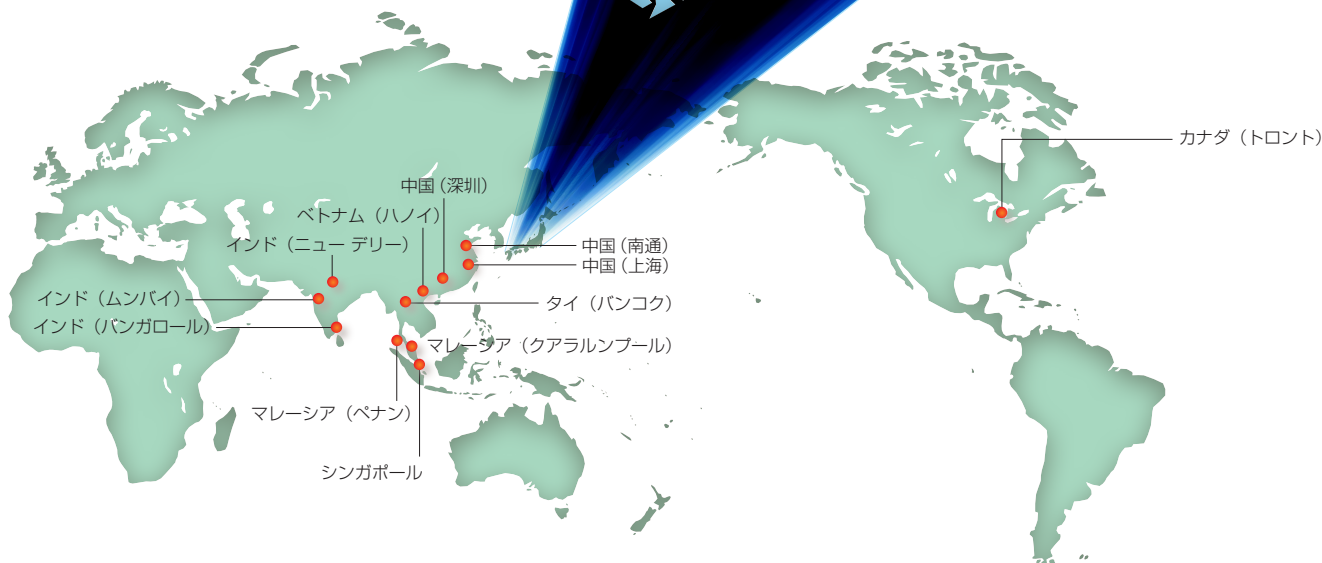 カナダ（トロント）
中国（深圳）
ベトナム（ハノイ）
インド（ニュー デリー）
中国（南通）
中国（上海）
インド（ムンバイ）
タイ（バンコク）
インド（バンガロール）
マレーシア（クアラルンプール）
マレーシア（ペナン）
シンガポール